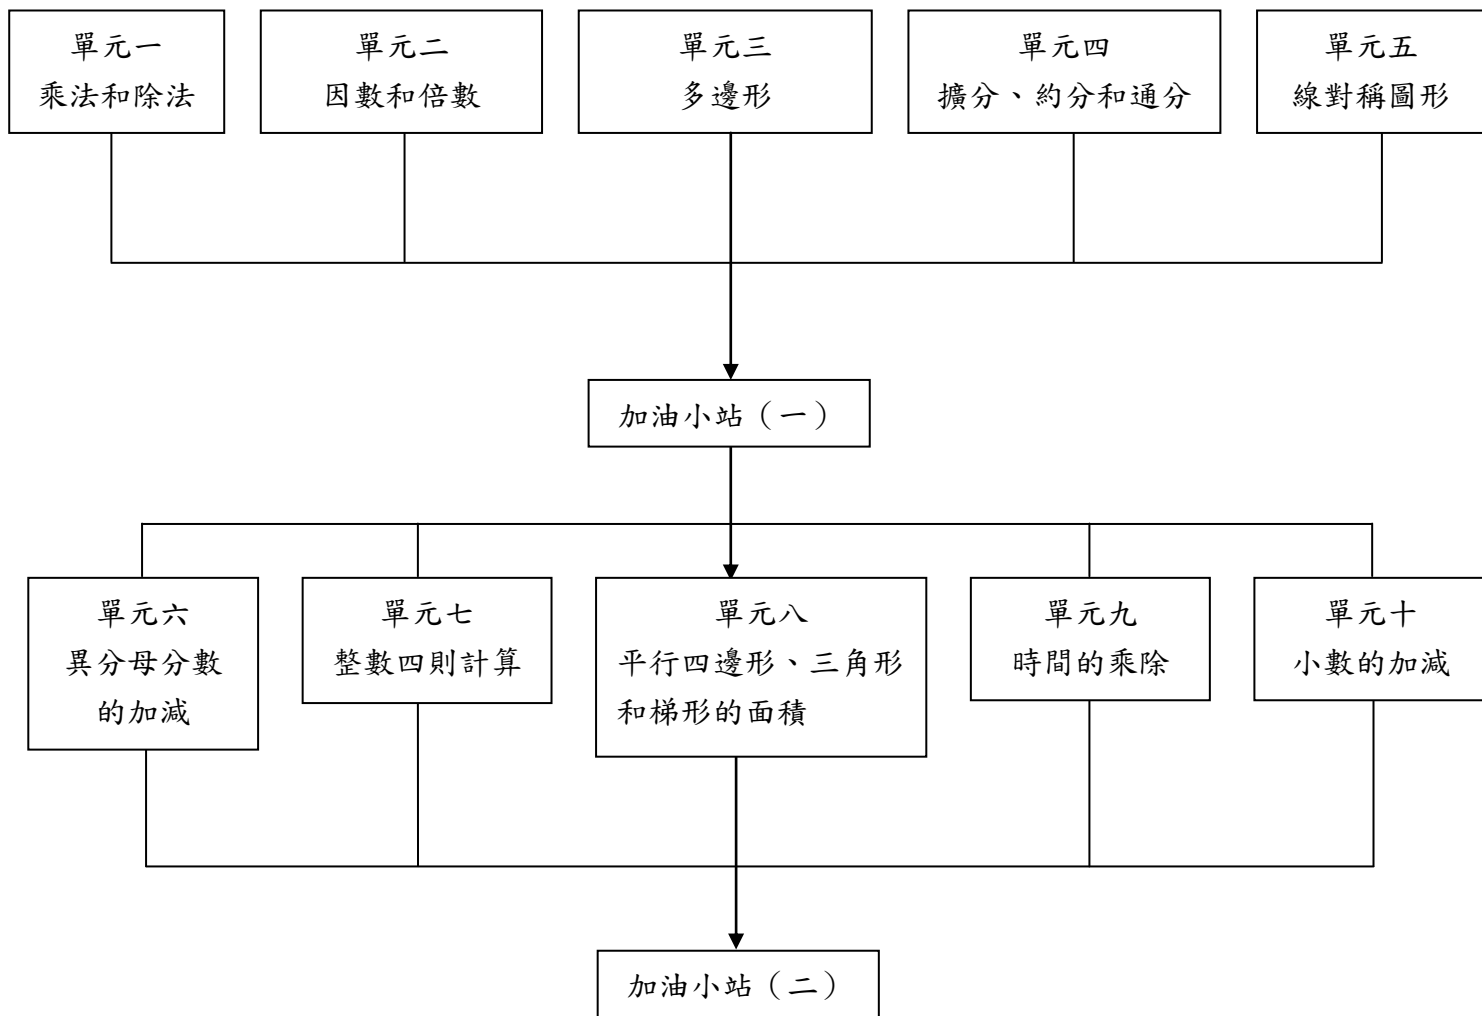 單元一
乘法和除法
單元二
因數和倍數
單元三
多邊形
單元四
擴分、約分和通分
單元五
線對稱圖形
加油小站（一）
單元六
異分母分數
的加減
單元七
整數四則計算
單元八
平行四邊形、三角形
和梯形的面積
單元九
時間的乘除
單元十
小數的加減
加油小站（二）